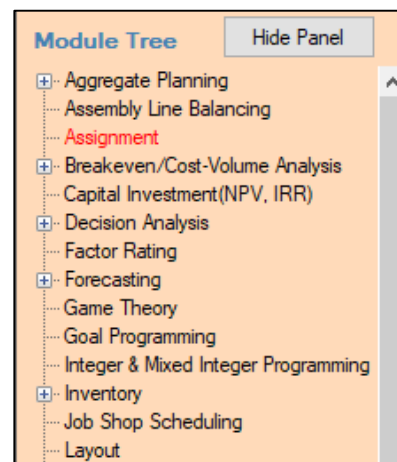 Module Tree
Hide Panel
Aggregate Planning
Assembly Line Balancing
Assignment
Breakeven/Cost-Volume Analysis
Capital Investment(NPV, IRR)
Decision Analysis
Factor Rating
Forecasting
Game Theory
Goal Programming
Integer & Mixed Integer Programming
Inventory
Job Shop Scheduling
Layout